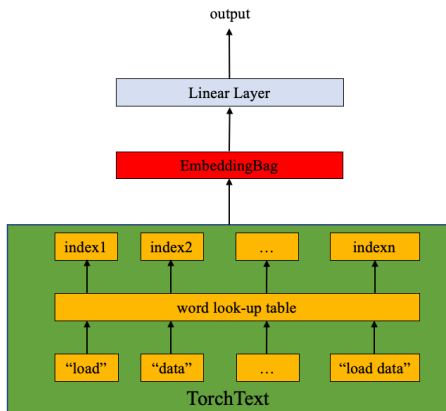 output
Linear Layer
EmbeddingBag
index1 index2 … indexn
word look-up table
“load” “data” … “load data”
TorchText